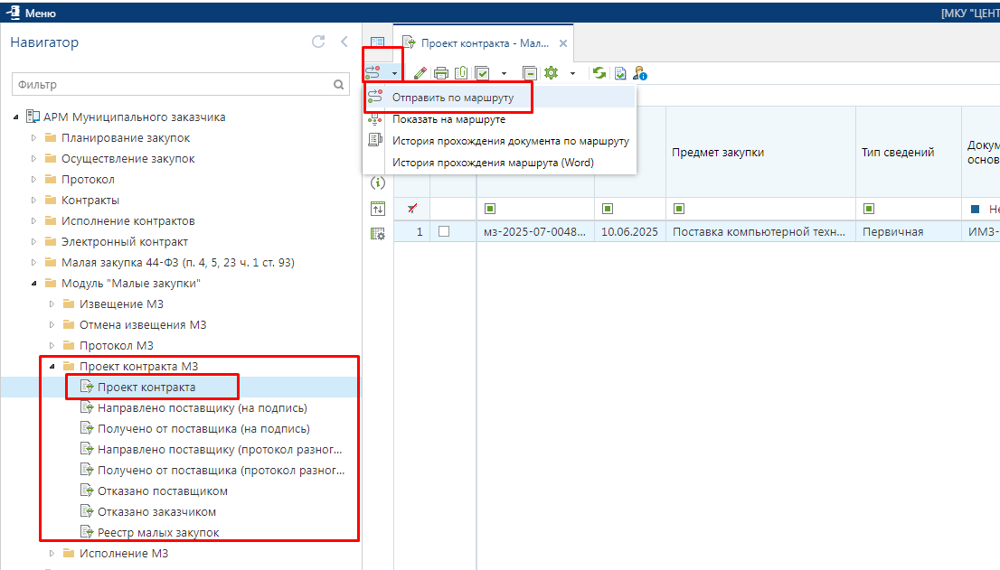 Меню
[МКУ "ЦЕНТ
Навигатор
Фильтр
АРМ Муниципального заказчика
Планирование закупок
Осуществление закупок
Протокол
Контракты
Исполнение контрактов
Электронный контракт
Малая закупка 44-ФЗ (п. 4, 5, 23 ч. 1 ст. 93)
Модуль "Малые закупки"
Извещение МЗ
Отмена извещения МЗ
Протокол МЗ
Проект контракта МЗ
Проект контракта
Направлено поставщику (на подпись)
Получено от поставщика (на подпись)
Направлено поставщику (протокол разног...
Получено от поставщика (протокол разног...
Отказано поставщиком
Отказано заказчиком
Реестр малых закупок
Исполнение МЗ
Проект контракта - Мал...
Отправить по маршруту
Показать на маршруте
История прохождения документа по маршруту
История прохождения маршрута (Word)
Предмет закупки
Тип сведений
Докум
основ
Не
1 мз-2025-07-0048... 10.06.2025 Поставка компьютерной техн... Первичная ИМЗ-